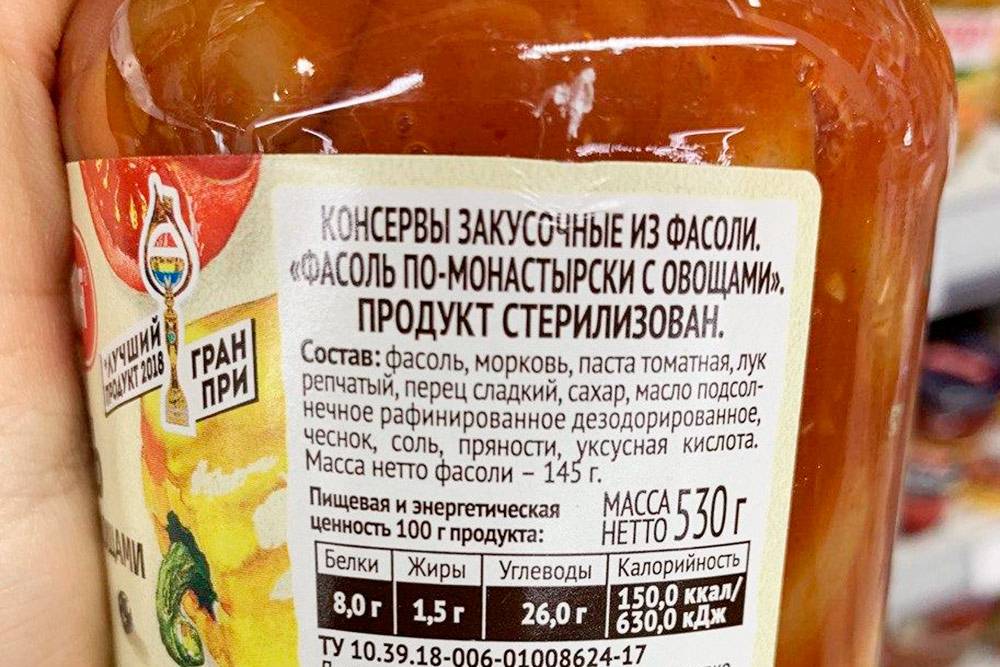 КОНСЕРВЫ ЗАКУСОЧНЫЕ ИЗ ФАСОЛИ.
«ФАСОЛЬ ПО-МОНАСТЫРСКИ С ОВОЩАМИ».
ПРОДУКТ СТЕРИЛИЗОВАН.
Состав: фасоль, морковь, паста томатная, лук
репчатый, перец сладкий, сахар, масло подсол-
нечное рафинированное дезодорированное,
чеснок, соль, пряности, уксусная кислота.
Масса нетто фасоли – 145 г.
Пищевая и энергетическая
ценность 100 г продукта:
МАССА
НЕТТО 530 г
Белки Жиры Углеводы Калорийность
8,0 г 1,5 г 26,0 г 150,0 ккал/
630,0 кДж
ТУ 10.39.18-006-01008624-17
ЛУЧШИЙ
ПРОДУКТ 2018
ГРАН
ПРИ